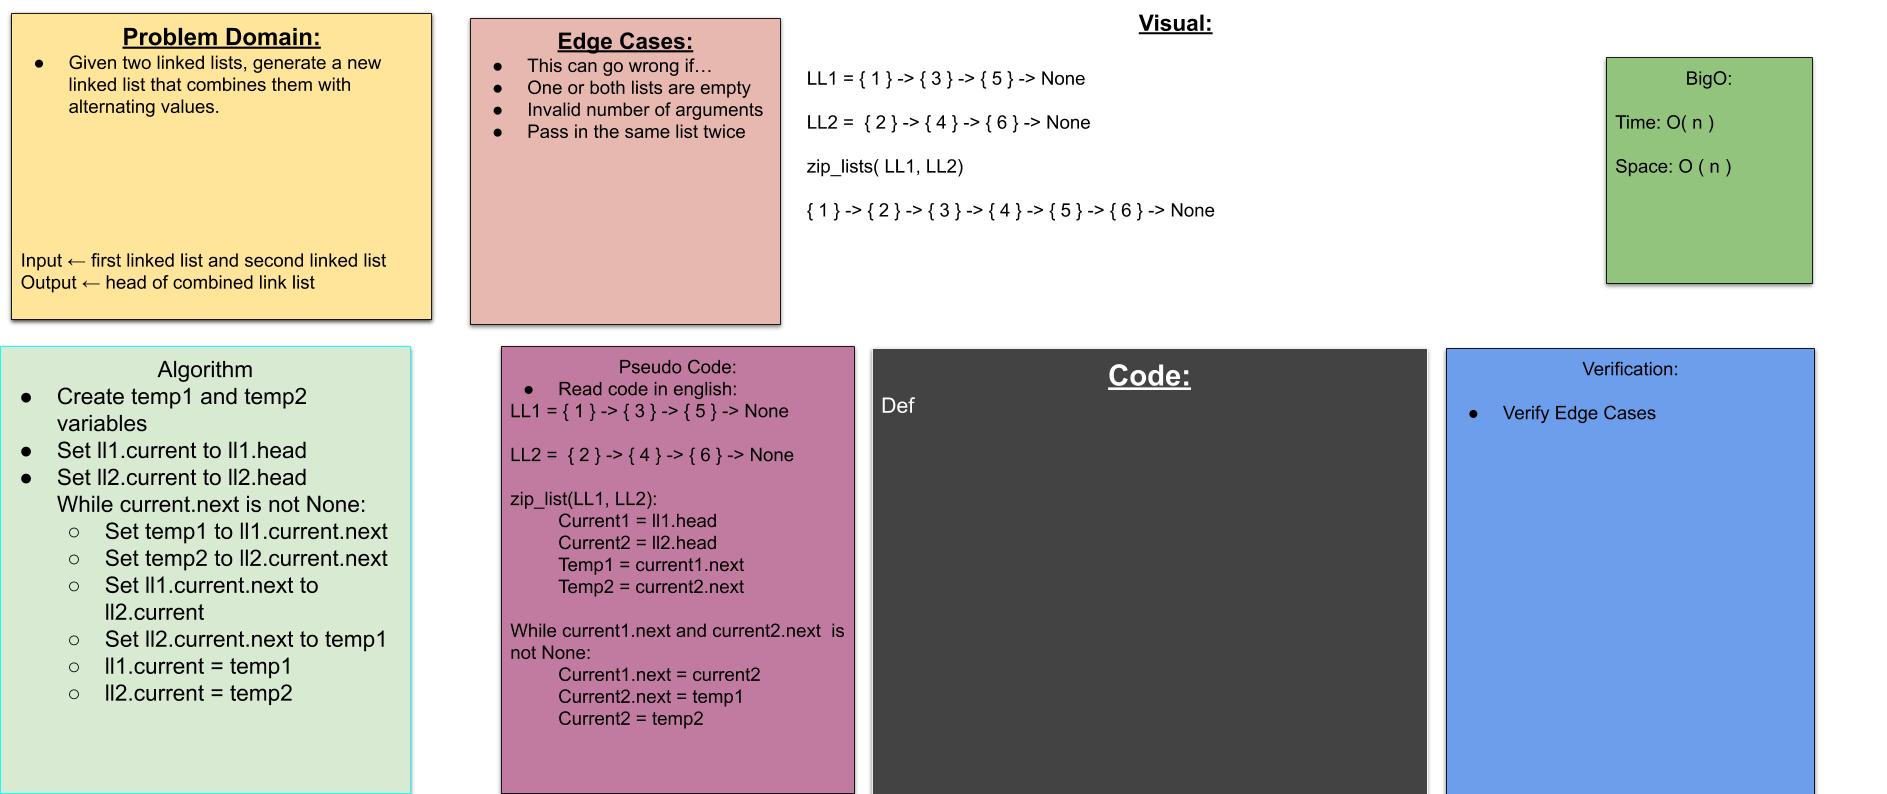 Problem Domain:
● Given two linked lists, generate a new
linked list that combines them with
alternating values.
Input ← first linked list and second linked list
Output ← head of combined link list
Edge Cases:
● This can go wrong if…
● One or both lists are empty
● Invalid number of arguments
● Pass in the same list twice
Visual:
LL1 = { 1 } -> { 3 } -> { 5 } -> None
LL2 =  { 2 } -> { 4 } -> { 6 } -> None
zip_lists( LL1, LL2)
{ 1 } -> { 2 } -> { 3 } -> { 4 } -> { 5 } -> { 6 } -> None
BigO:
Time: O( n )
Space: O ( n )
Algorithm
● Create temp1 and temp2
variables
● Set ll1.current to ll1.head
● Set ll2.current to ll2.head
While current.next is not None:
○ Set temp1 to ll1.current.next
○ Set temp2 to ll2.current.next
○ Set ll1.current.next to
ll2.current
○ Set ll2.current.next to temp1
○ ll1.current = temp1
○ ll2.current = temp2
Pseudo Code:
● Read code in english:
LL1 = { 1 } -> { 3 } -> { 5 } -> None
LL2 =  { 2 } -> { 4 } -> { 6 } -> None
zip_list(LL1, LL2):
Current1 = ll1.head
Current2 = ll2.head
Temp1 = current1.next
Temp2 = current2.next
While current1.next and current2.next  is
not None:
Current1.next = current2
Current2.next = temp1
Current2 = temp2
Code:
Def
Verification:
● Verify Edge Cases